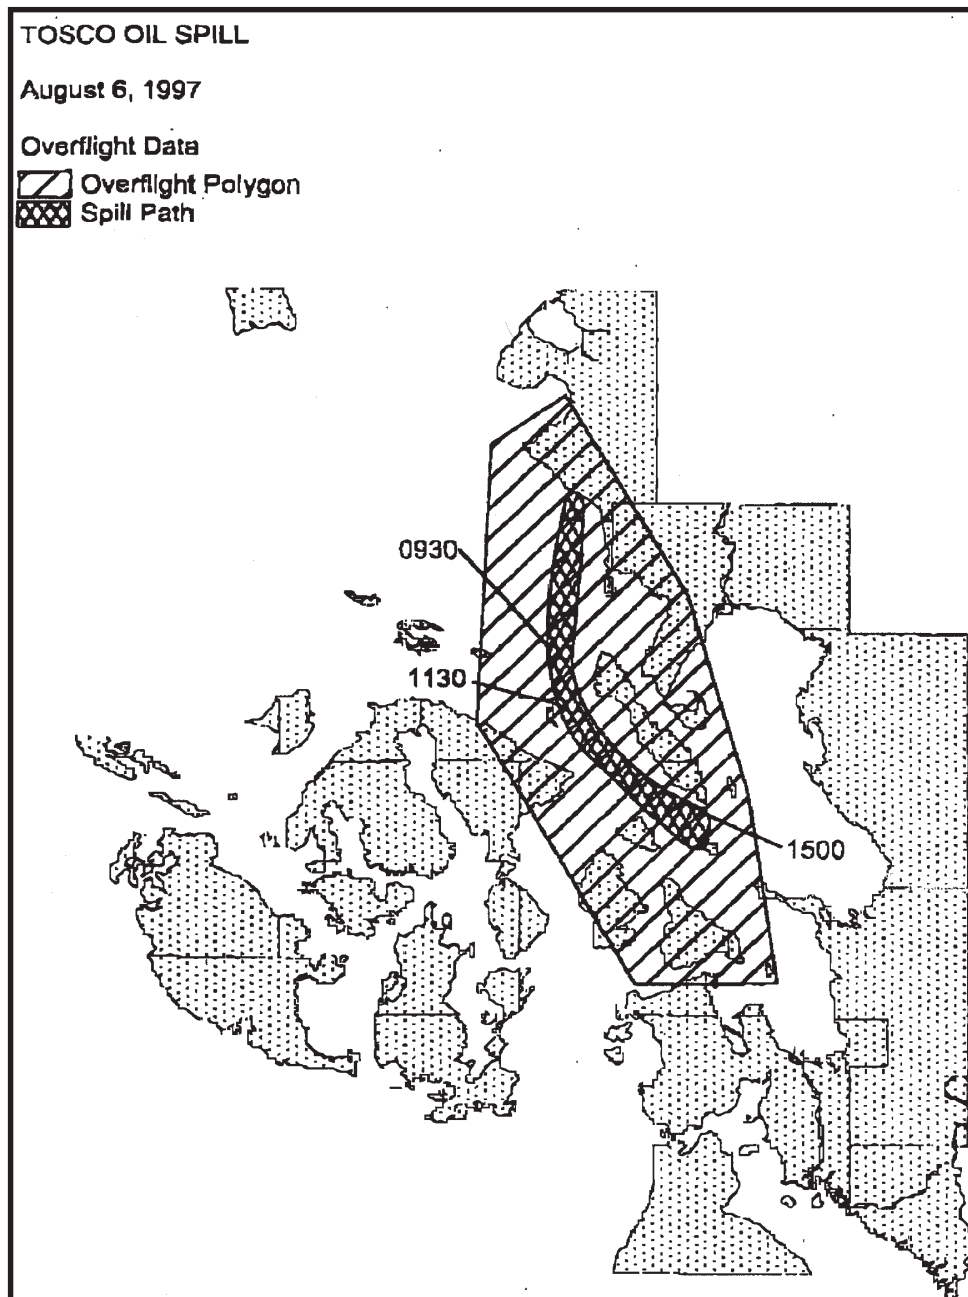 TOSCO OIL SPILL
August 6, 1997
Overflight Data
Overflight Polygon
Spill Path
0930
1130
1500